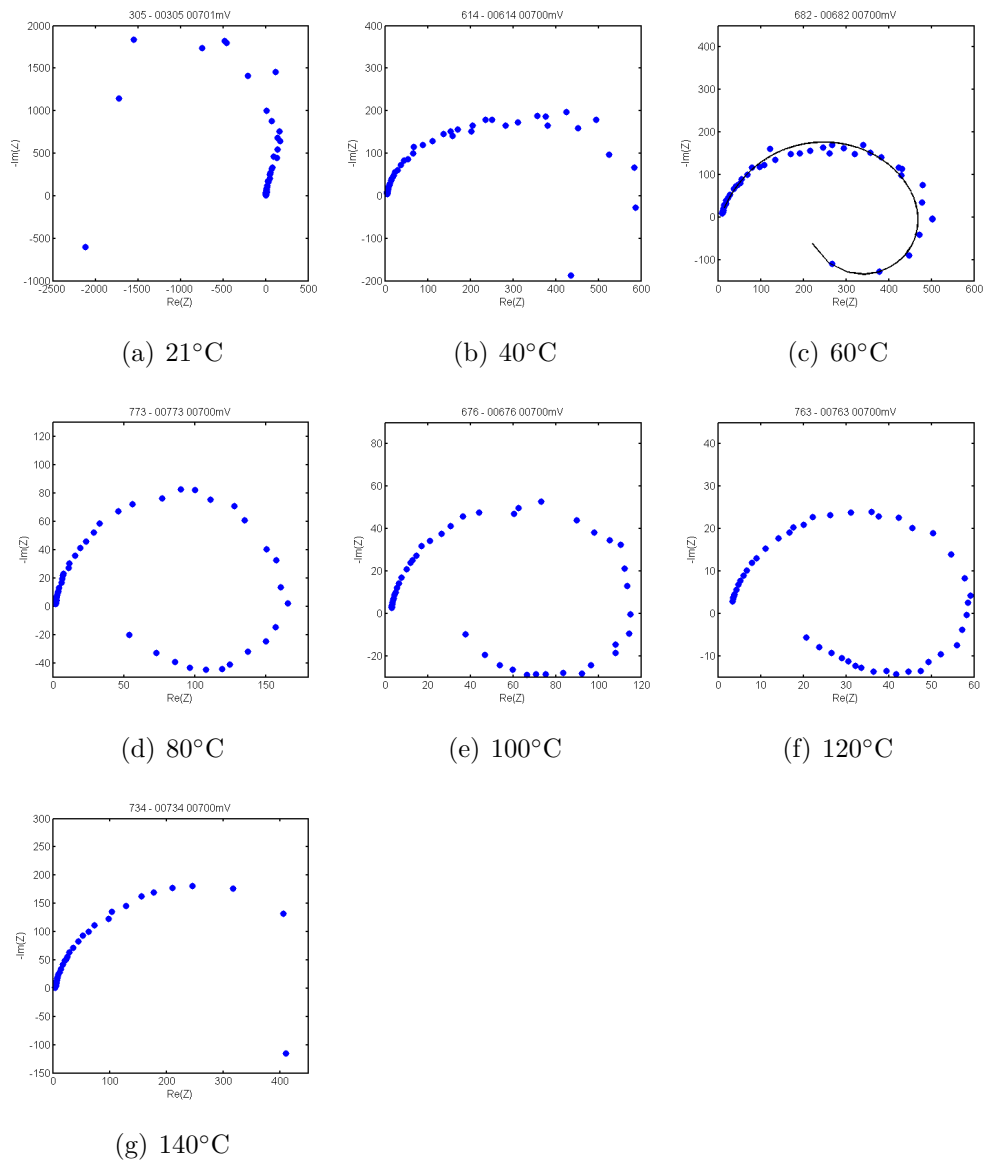 305 - 00305 00701mV
2000
1500
1000
500
0
-500
-1000
-Im(Z)
-2500 -2000 -1500 -1000 -500 0 500
Re(Z)
(a) 21°C
614 - 00614 00700mV
400
300
200
100
0
-100
-200
-Im(Z)
0 100 200 300 400 500 600
Re(Z)
(b) 40°C
682 - 00682 00700mV
400
300
200
100
0
-100
-Im(Z)
0 100 200 300 400 500 600
Re(Z)
(c) 60°C
773 - 00773 00700mV
120
100
80
60
40
20
0
-20
-40
-Im(Z)
0 50 100 150
Re(Z)
(d) 80°C
676 - 00676 00700mV
80
60
40
20
0
-20
-Im(Z)
0 20 40 60 80 100 120
Re(Z)
(e) 100°C
763 - 00763 00700mV
40
30
20
10
0
-10
-Im(Z)
0 10 20 30 40 50 60
Re(Z)
(f) 120°C
734 - 00734 00700mV
300
250
200
150
100
50
0
-50
-100
-150
-Im(Z)
0 100 200 300 400
Re(Z)
(g) 140°C